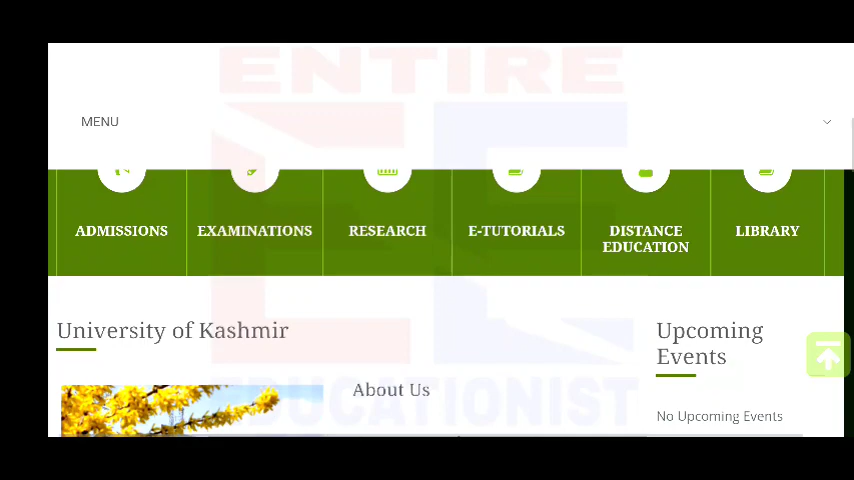 ENTIRE
MENU
ADMISSIONS
EXAMINATIONS
RESEARCH
E-TUTORIALS
DISTANCE
EDUCATION
LIBRARY
University of Kashmir
Upcoming
Events
About Us
EDUCATIONIST
No Upcoming Events